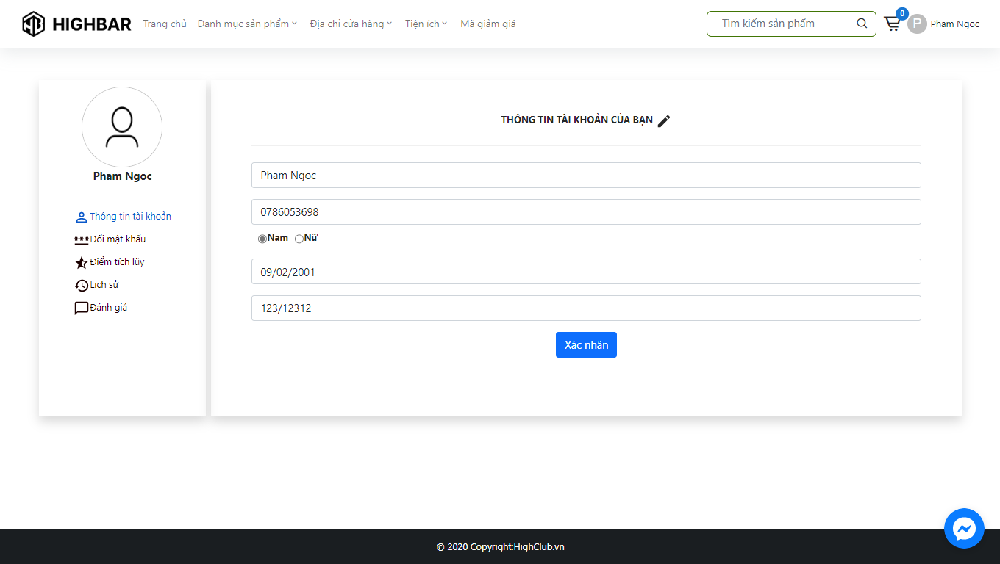 HIGHBAR Trang chủ Danh mục sản phẩm Địa chỉ cửa hàng Tiện ích Mã giảm giá Tìm kiếm sản phẩm 0 P Pham Ngoc
Pham Ngoc
Thông tin tài khoản
Đổi mật khẩu
Điểm tích lũy
Lịch sử
Đánh giá
THÔNG TIN TÀI KHOẢN CỦA BẠN
Pham Ngoc
0786053698
Nam Nữ
09/02/2001
123/12312
Xác nhận
© 2020 Copyright:HighClub.vn